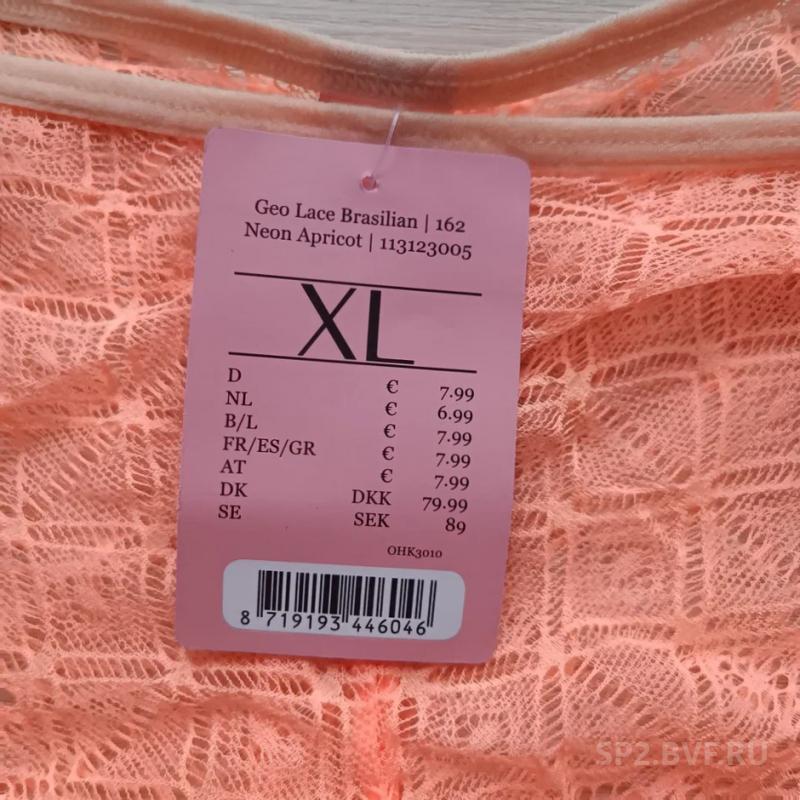 Geo Lace Brasilian | 162
Neon Apricot | 113123005
XL
D € 7.99
NL € 6.99
B/L € 7.99
FR/ES/GR € 7.99
AT € 7.99
DK DKK 79.99
SE SEK 89
OHK3010
8 719193 446046
SP2.BVF.RU